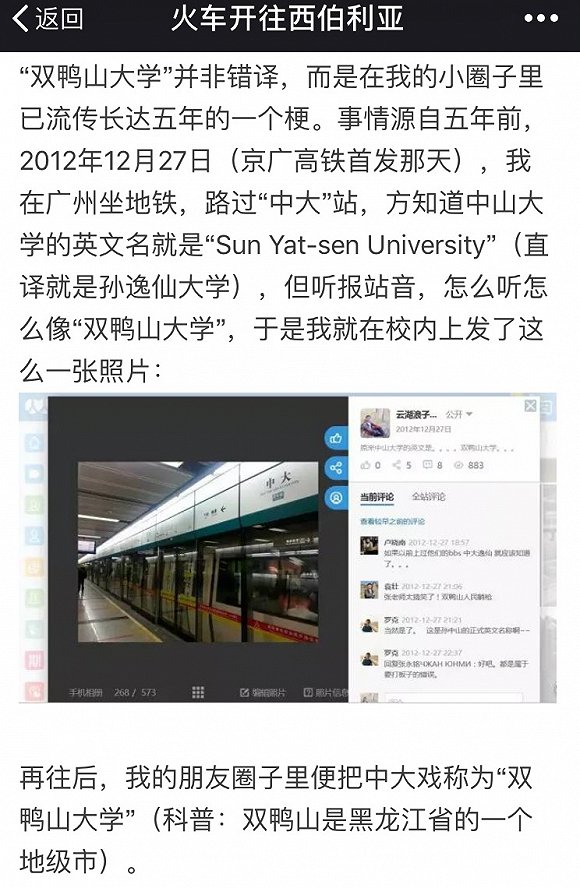 返回
火车开往西伯利亚
“双鸭山大学”并非错译，而是在我的小圈子里
已流传长达五年的一个梗。事情源自五年前，
2012年12月27日（京广高铁首发那天），我
在广州坐地铁，路过“中大”站，方知道中山大
学的英文名就是“Sun Yat-sen University”（直
译就是孙逸仙大学），但听报站音，怎么听怎
么像“双鸭山大学”，于是我就在校内上发了这
么一张照片：
云湖浪子... 公开
2012年12月27日
原来中山大学的英文是。。。。双鸭山大学。。。
0 5 8 883
当前评论 全站评论
查看较早之前的评论
卢晓南 2012-12-27 18:57
如果以前上过他们的bbs 中大逸仙 就应该知道
了。。。
袁壮 2012-12-27 21:06
张老师太搞笑了！双鸭山人民躺枪
罗克 2012-12-27 21:21
当然是了。 这是孙中山的正式英文名称啊~~
罗克 2012-12-27 22:37
回复张永铭ЧЖАН ЮНМИ：好吧。都是属于
要打板子的错误。
中大
手机相册 268 / 573 编辑照片 照片信息
期
再往后，我的朋友圈子里便把中大戏称为“双
鸭山大学”（科普：双鸭山是黑龙江省的一个
地级市）。